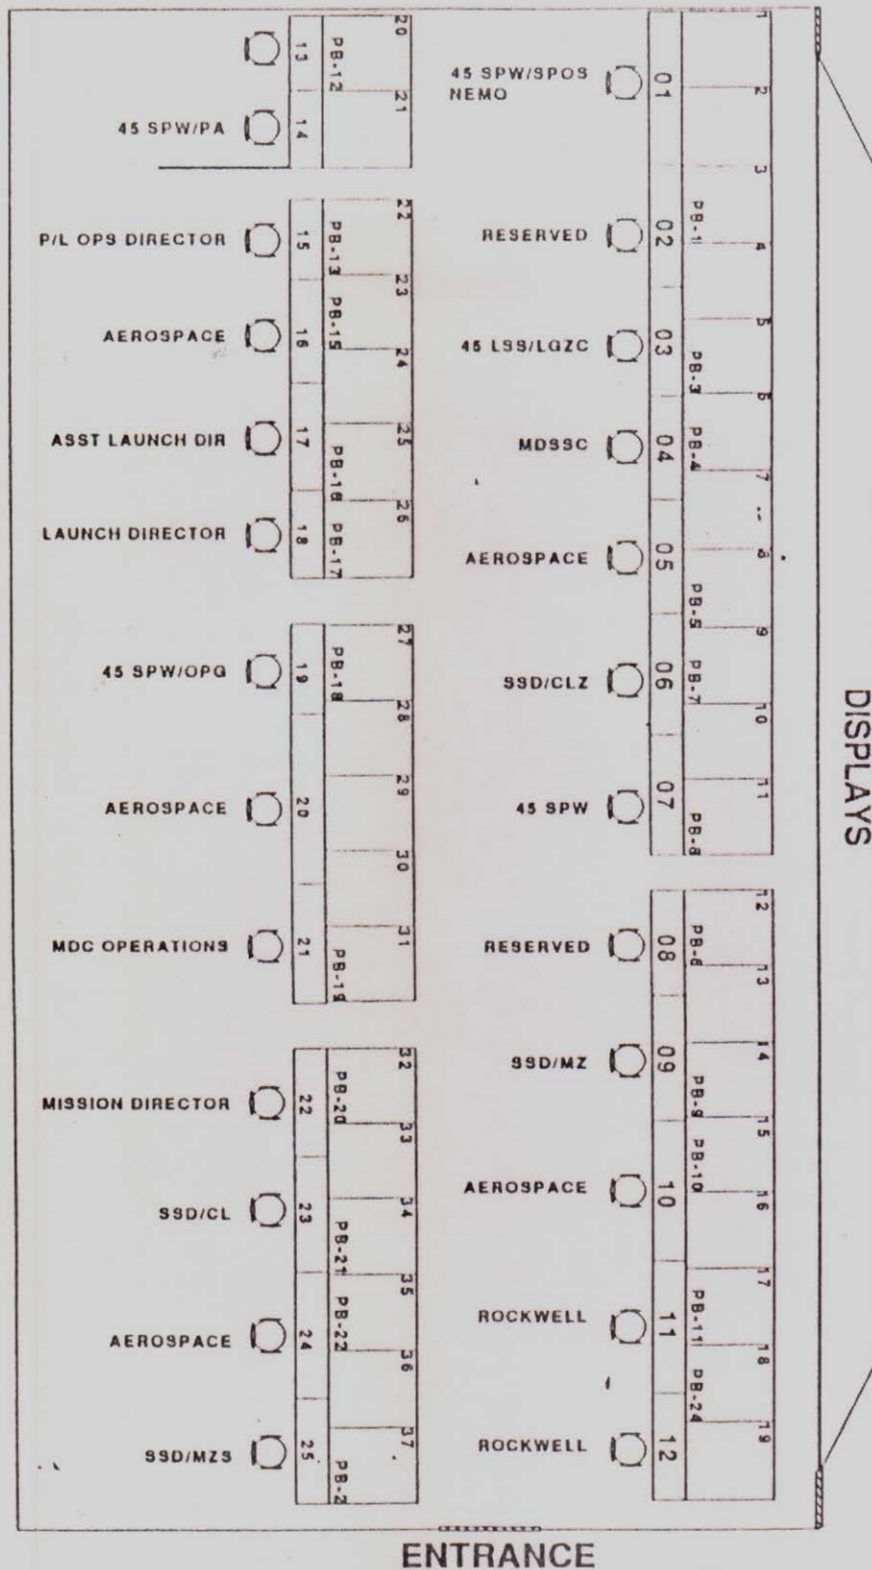 13
PB-12
20
21
45 SPW/PA
14
P/L OPS DIRECTOR
15
PB-13
22
23
AEROSPACE
16
PB-15
24
ASST LAUNCH DIR
17
PB-16
25
LAUNCH DIRECTOR
18
PB-17
26
45 SPW/OPG
19
PB-18
27
28
AEROSPACE
20
29
30
MDC OPERATIONS
21
PB-19
31
MISSION DIRECTOR
22
PB-20
32
33
SSD/CL
23
PB-21
34
AEROSPACE
24
PB-22
35
36
SSD/MZS
25
PB-2
37
45 SPW/SPOS
NEMO
01
1
2
3
RESERVED
02
PB-1
4
45 LSS/LGZC
03
PB-3
5
6
MDSSC
04
PB-4
7
AEROSPACE
05
PB-5
8
9
SSD/CLZ
06
PB-7
10
45 SPW
07
PB-8
11
RESERVED
08
PB-6
12
13
SSD/MZ
09
PB-9
14
15
AEROSPACE
10
PB-10
16
ROCKWELL
11
PB-11
17
18
ROCKWELL
12
PB-24
19
DISPLAYS
ENTRANCE